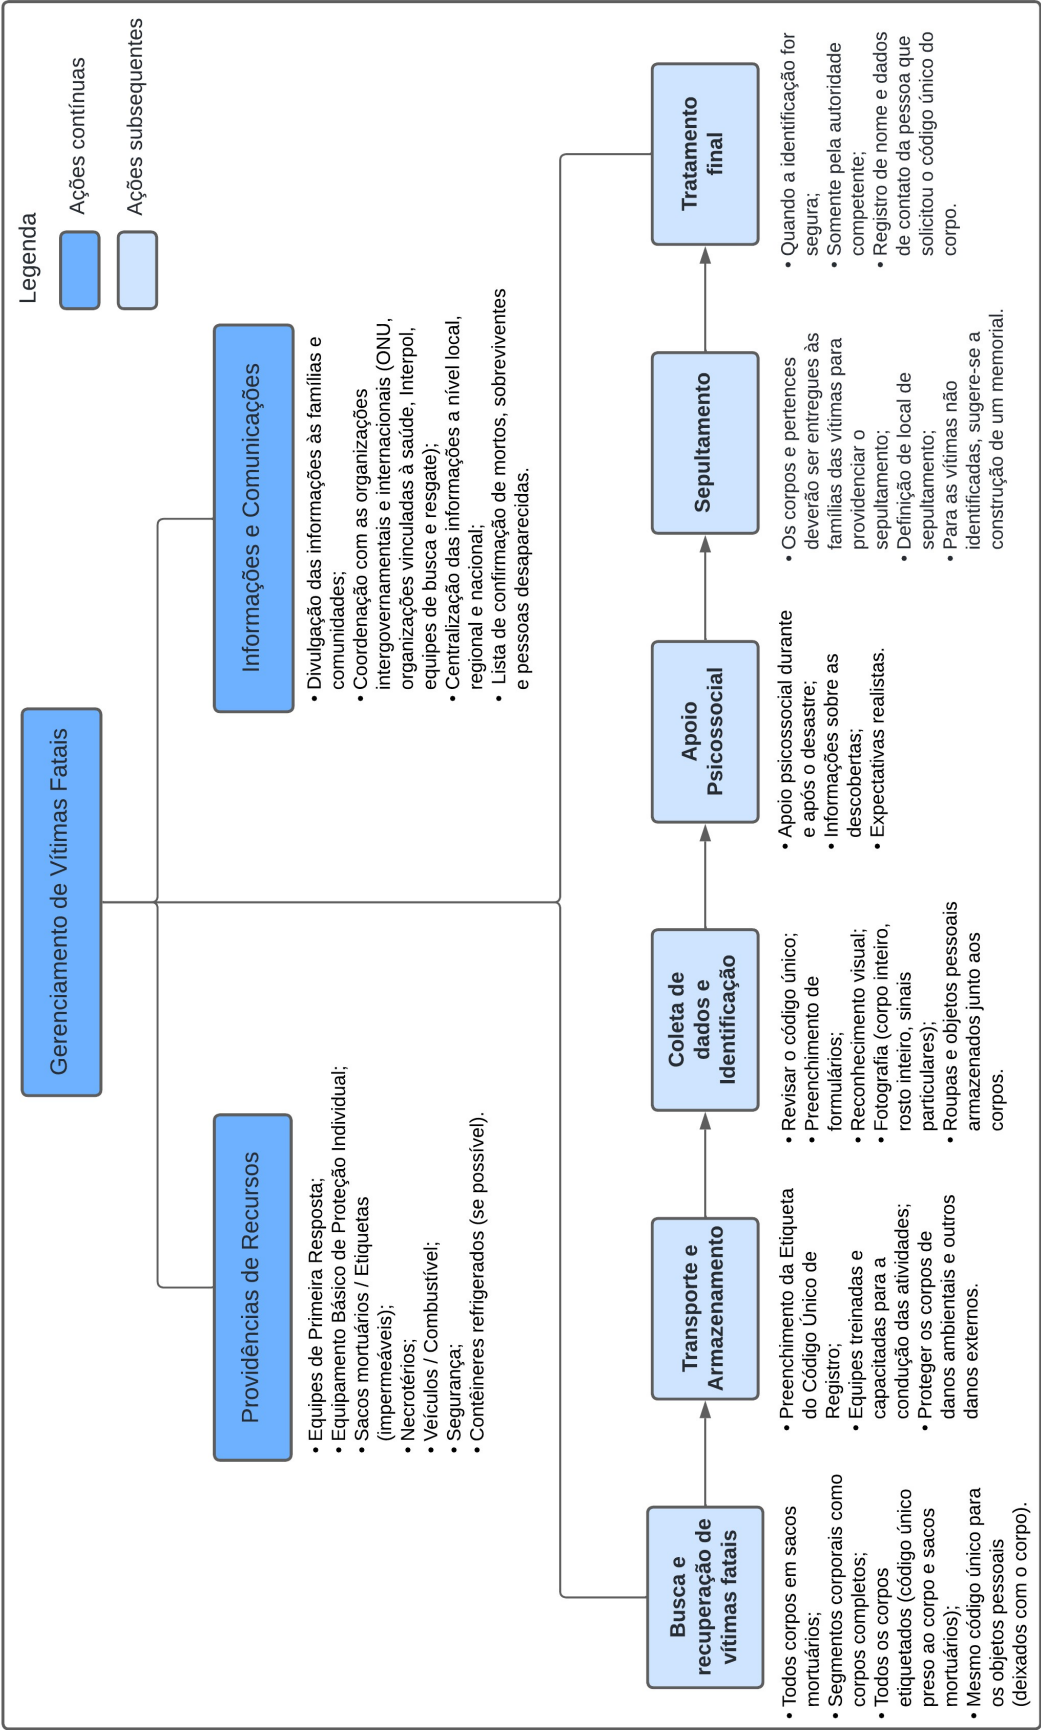 Legenda
Ações contínuas
Ações subsequentes
Gerenciamento de Vítimas Fatais
Providências de Recursos
• Equipes de Primeira Resposta;
• Equipamento Básico de Proteção Individual;
• Sacos mortuários / Etiquetas
(impermeáveis);
• Necrotérios;
• Veículos / Combustível;
• Segurança;
• Contêineres refrigerados (se possível).
Informações e Comunicações
• Divulgação das informações às famílias e
comunidades;
• Coordenação com as organizações
intergovernamentais e internacionais (ONU,
organizações vinculadas à saúde, Interpol,
equipes de busca e resgate);
• Centralização das informações a nível local,
regional e nacional;
• Lista de confirmação de mortos, sobreviventes
e pessoas desaparecidas.
Busca e
recuperação de
vítimas fatais
• Todos corpos em sacos
mortuários;
• Segmentos corporais como
corpos completos;
• Todos os corpos
etiquetados (código único
preso ao corpo e sacos
mortuários);
• Mesmo código único para
os objetos pessoais
(deixados com o corpo).
Transporte e
Armazenamento
• Preenchimento da Etiqueta
do Código Único de
Registro;
• Equipes treinadas e
capacitadas para a
condução das atividades;
• Proteger os corpos de
danos ambientais e outros
danos externos.
Coleta de
dados e
Identificação
• Revisar o código único;
• Preenchimento de
formulários;
• Reconhecimento visual;
• Fotografia (corpo inteiro,
rosto inteiro, sinais
particulares);
• Roupas e objetos pessoais
armazenados junto aos
corpos.
Apoio
Psicossocial
• Apoio psicossocial durante
e após o desastre;
• Informações sobre as
descobertas;
• Expectativas realistas.
Sepultamento
• Os corpos e pertences
deverão ser entregues às
famílias das vítimas para
providenciar o
sepultamento;
• Definição de local de
sepultamento;
• Para as vítimas não
identificadas, sugere-se a
construção de um memorial.
Tratamento
final
• Quando a identificação for
segura;
• Somente pela autoridade
competente;
• Registro de nome e dados
de contato da pessoa que
solicitou o código único do
corpo.